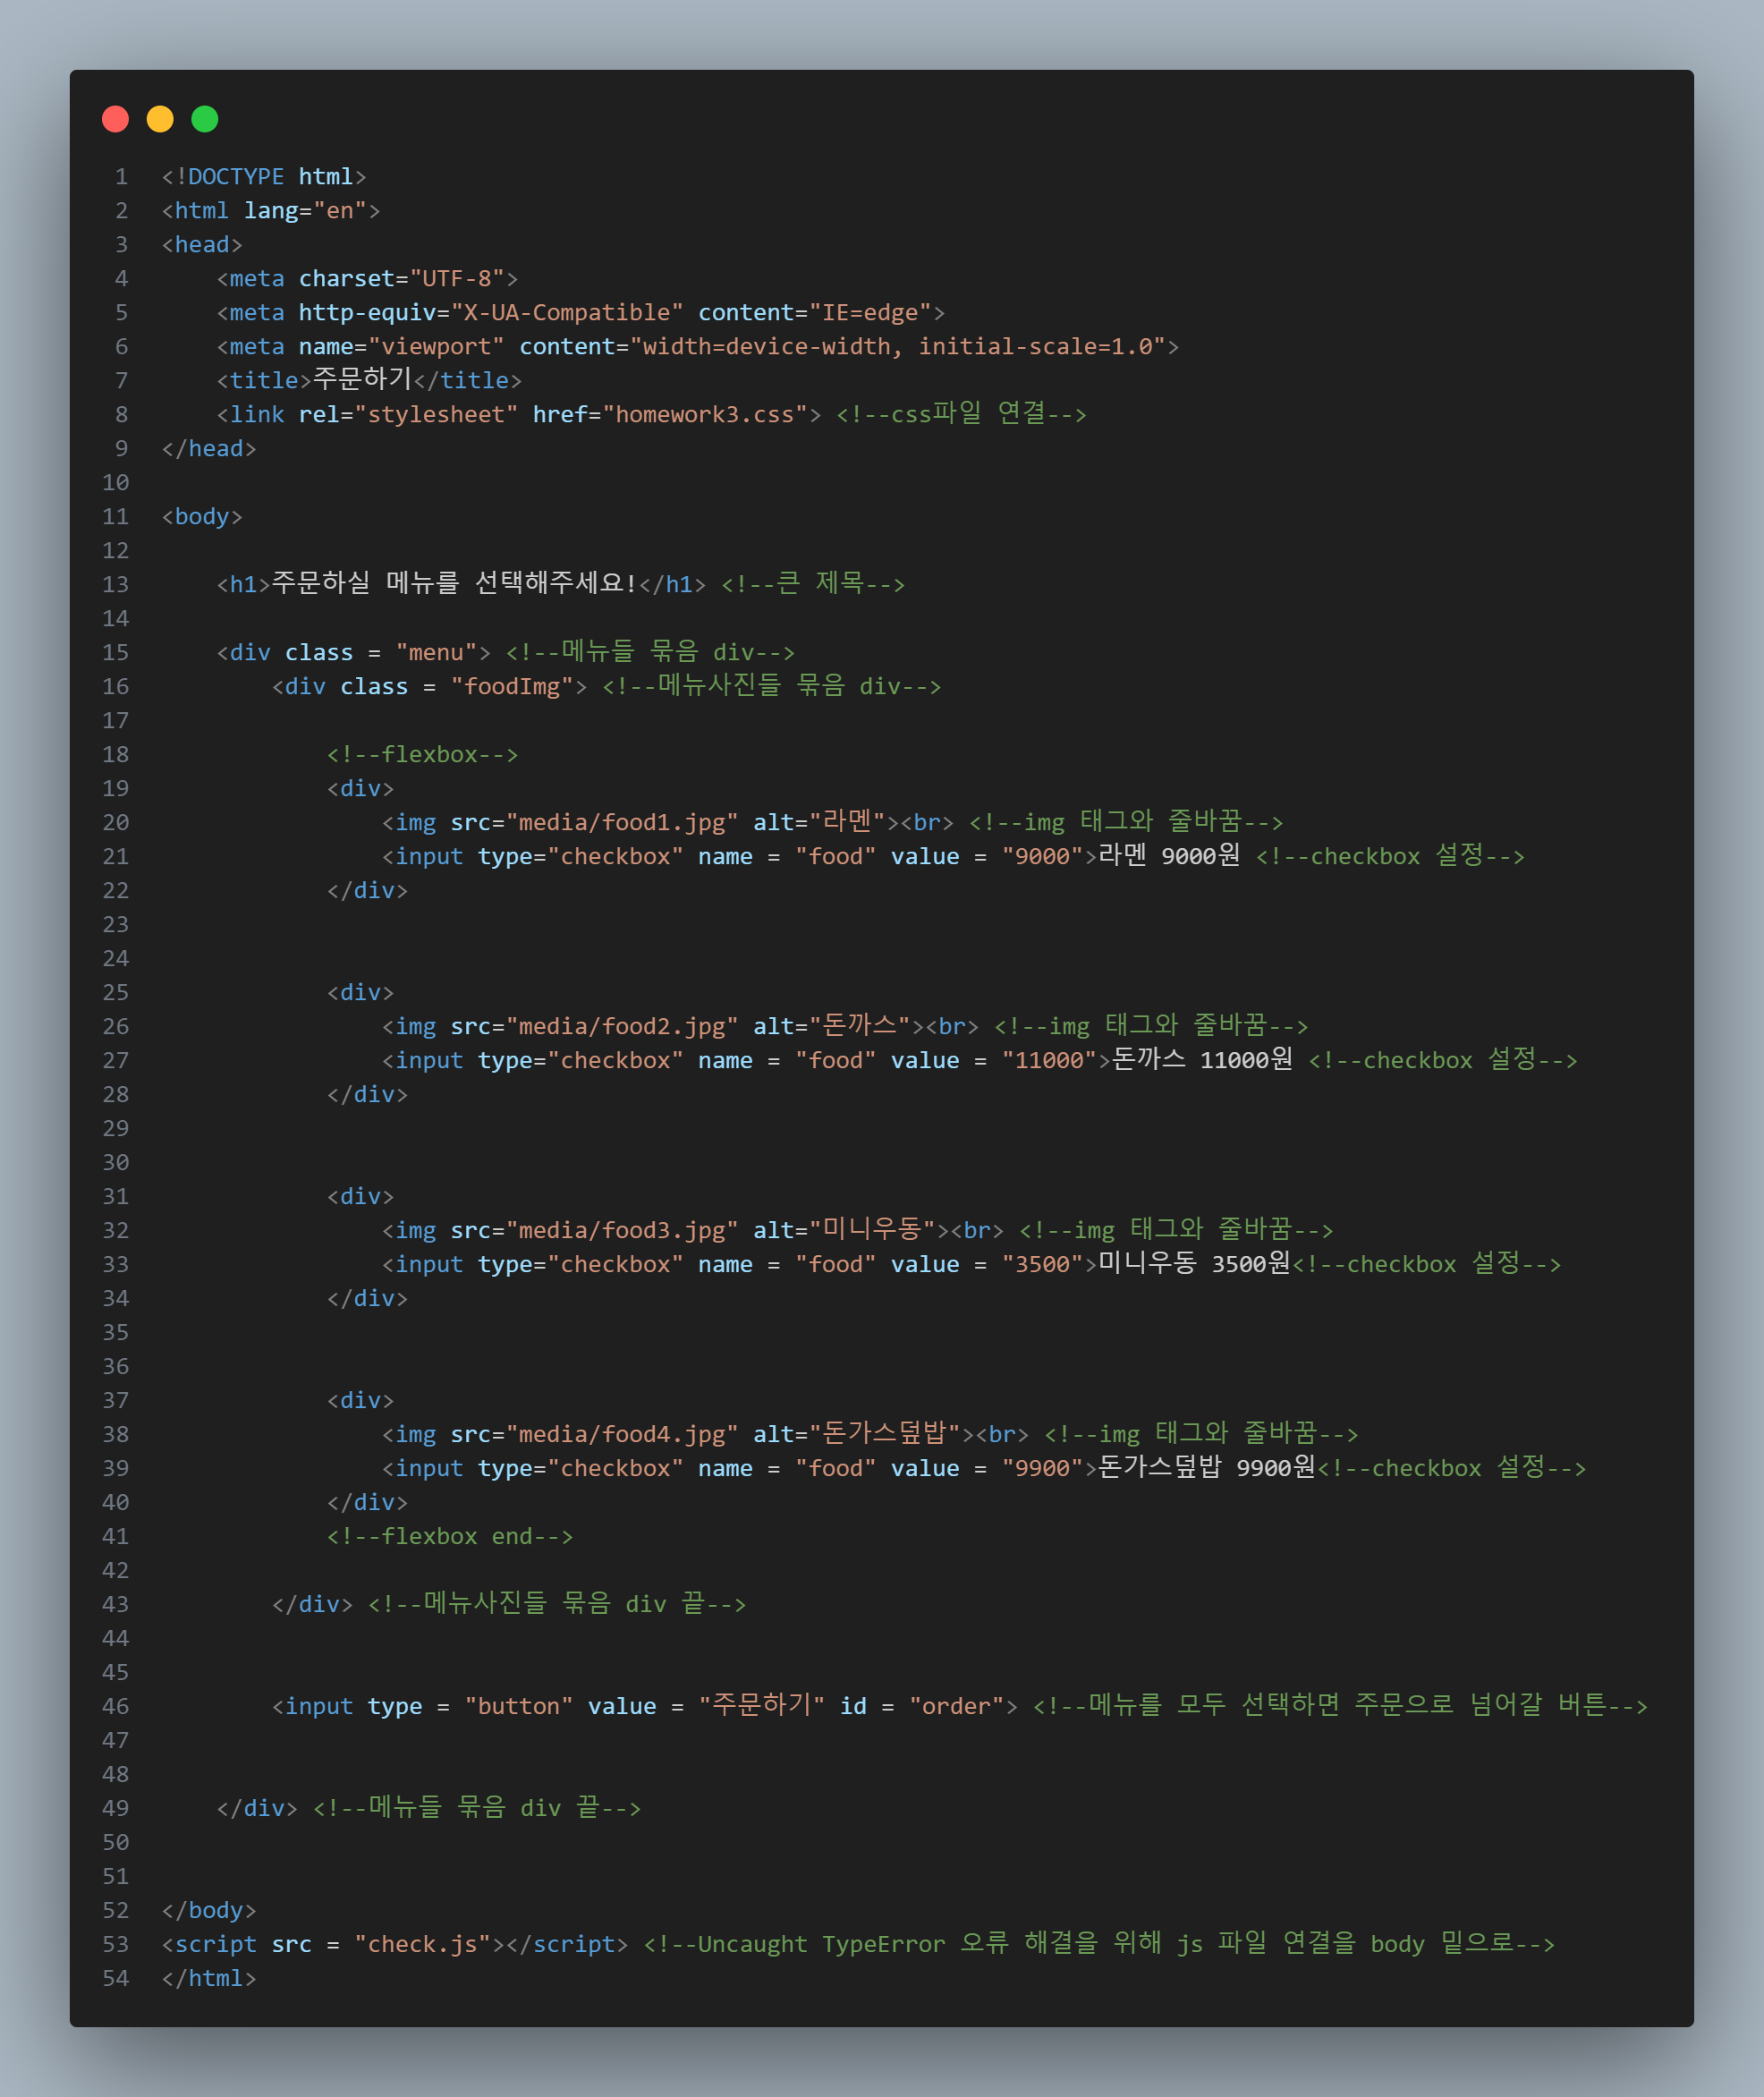 1 <!DOCTYPE html>
2 <html lang="en">
3 <head>
4     <meta charset="UTF-8">
5     <meta http-equiv="X-UA-Compatible" content="IE=edge">
6     <meta name="viewport" content="width=device-width, initial-scale=1.0">
7     <title>주문하기</title>
8     <link rel="stylesheet" href="homework3.css"> <!--css파일 연결-->
9 </head>
10
11 <body>
12
13     <h1>주문하실 메뉴를 선택해주세요!</h1> <!--큰 제목-->
14
15     <div class = "menu"> <!--메뉴들 묶음 div-->
16         <div class = "foodImg"> <!--메뉴사진들 묶음 div-->
17
18             <!--flexbox-->
19             <div>
20                 <img src="media/food1.jpg" alt="라멘"><br> <!--img 태그와 줄바꿈-->
21                 <input type="checkbox" name = "food" value = "9000">라멘 9000원 <!--checkbox 설정-->
22             </div>
23
24
25             <div>
26                 <img src="media/food2.jpg" alt="돈까스"><br> <!--img 태그와 줄바꿈-->
27                 <input type="checkbox" name = "food" value = "11000">돈까스 11000원 <!--checkbox 설정-->
28             </div>
29
30
31             <div>
32                 <img src="media/food3.jpg" alt="미니우동"><br> <!--img 태그와 줄바꿈-->
33                 <input type="checkbox" name = "food" value = "3500">미니우동 3500원<!--checkbox 설정-->
34             </div>
35
36
37             <div>
38                 <img src="media/food4.jpg" alt="돈가스덮밥"><br> <!--img 태그와 줄바꿈-->
39                 <input type="checkbox" name = "food" value = "9900">돈가스덮밥 9900원<!--checkbox 설정-->
40             </div>
41             <!--flexbox end-->
42
43         </div> <!--메뉴사진들 묶음 div 끝-->
44
45
46         <input type = "button" value = "주문하기" id = "order"> <!--메뉴를 모두 선택하면 주문으로 넘어갈 버튼-->
47
48
49     </div> <!--메뉴들 묶음 div 끝-->
50
51
52 </body>
53 <script src = "check.js"></script> <!--Uncaught TypeError 오류 해결을 위해 js 파일 연결을 body 밑으로-->
54 </html>